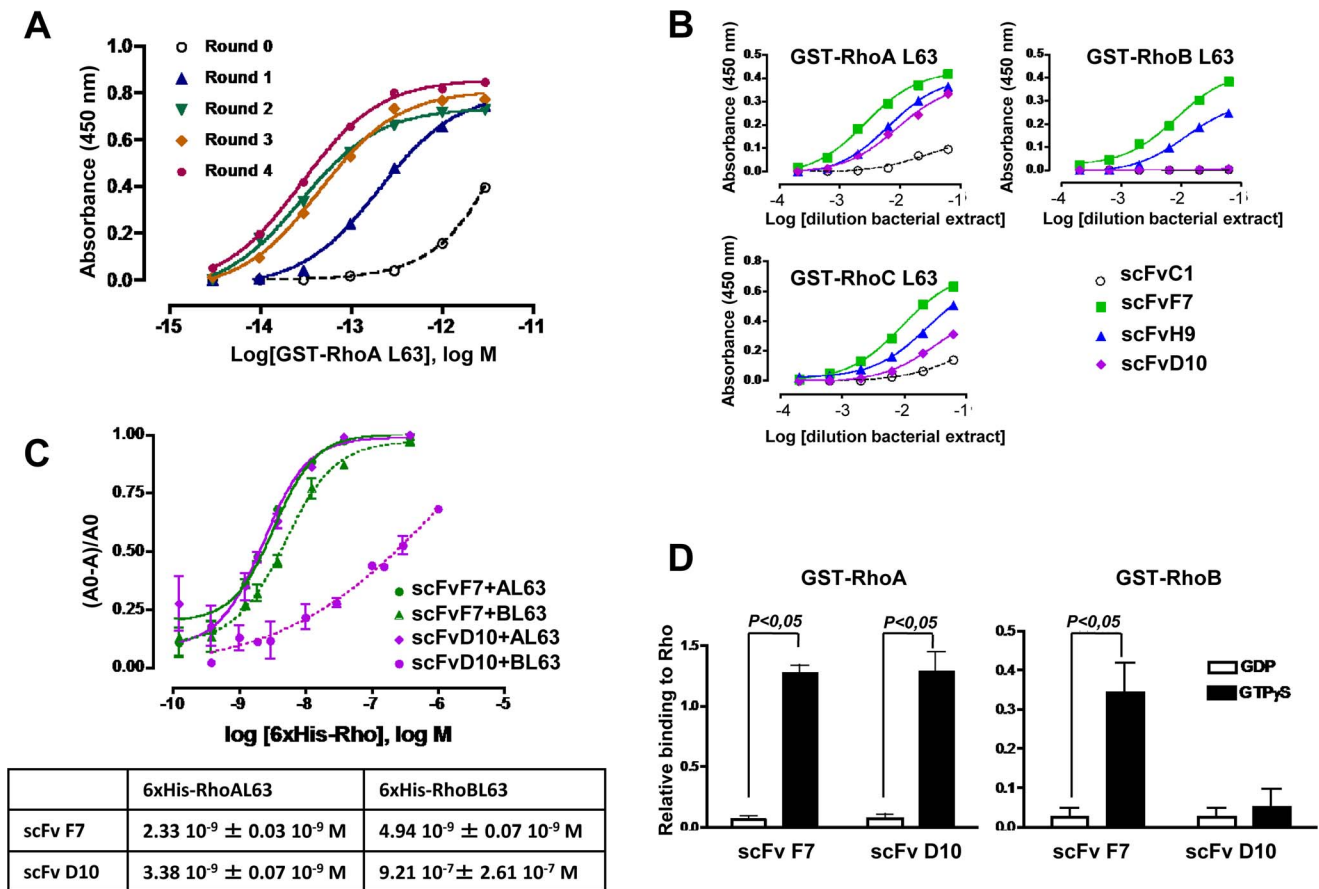 A
Round 0
Round 1
Round 2
Round 3
Round 4
Absorbance (450 nm)
0.8
0.6
0.4
0.2
0.0
-15
-14
-13
-12
-11
Log[GST-RhoA L63], log M
B
GST-RhoA L63
Absorbance (450 nm)
0.5
0.4
0.3
0.2
0.1
0.0
-4
-3
-2
-1
Log [dilution bacterial extract]
GST-RhoB L63
Absorbance (450 nm)
0.5
0.4
0.3
0.2
0.1
0.0
-4
-3
-2
-1
Log [dilution bacterial extract]
GST-RhoC L63
Absorbance (450 nm)
0.6
0.4
0.2
0.0
-4
-3
-2
-1
Log [dilution bacterial extract]
scFvC1
scFvF7
scFvH9
scFvD10
C
(A0-A)/A0
1.00
0.75
0.50
0.25
0.00
-10
-9
-8
-7
-6
-5
log [6xHis-Rho], log M
scFvF7+AL63
scFvF7+BL63
scFvD10+AL63
scFvD10+BL63
6xHis-RhoAL63 6xHis-RhoBL63
scFv F7 2.33 10⁻⁹ ± 0.03 10⁻⁹ M 4.94 10⁻⁹ ± 0.07 10⁻⁹ M
scFv D10 3.38 10⁻⁹ ± 0.07 10⁻⁹ M 9.21 10⁻⁷ ± 2.61 10⁻⁷ M
D
GST-RhoA
Relative binding to Rho
1.5
1.0
0.5
0.0
P<0,05
P<0,05
scFv F7
scFv D10
GST-RhoB
0.5
0.4
0.3
0.2
0.1
0.0
P<0,05
GDP
GTPγS
scFv F7
scFv D10